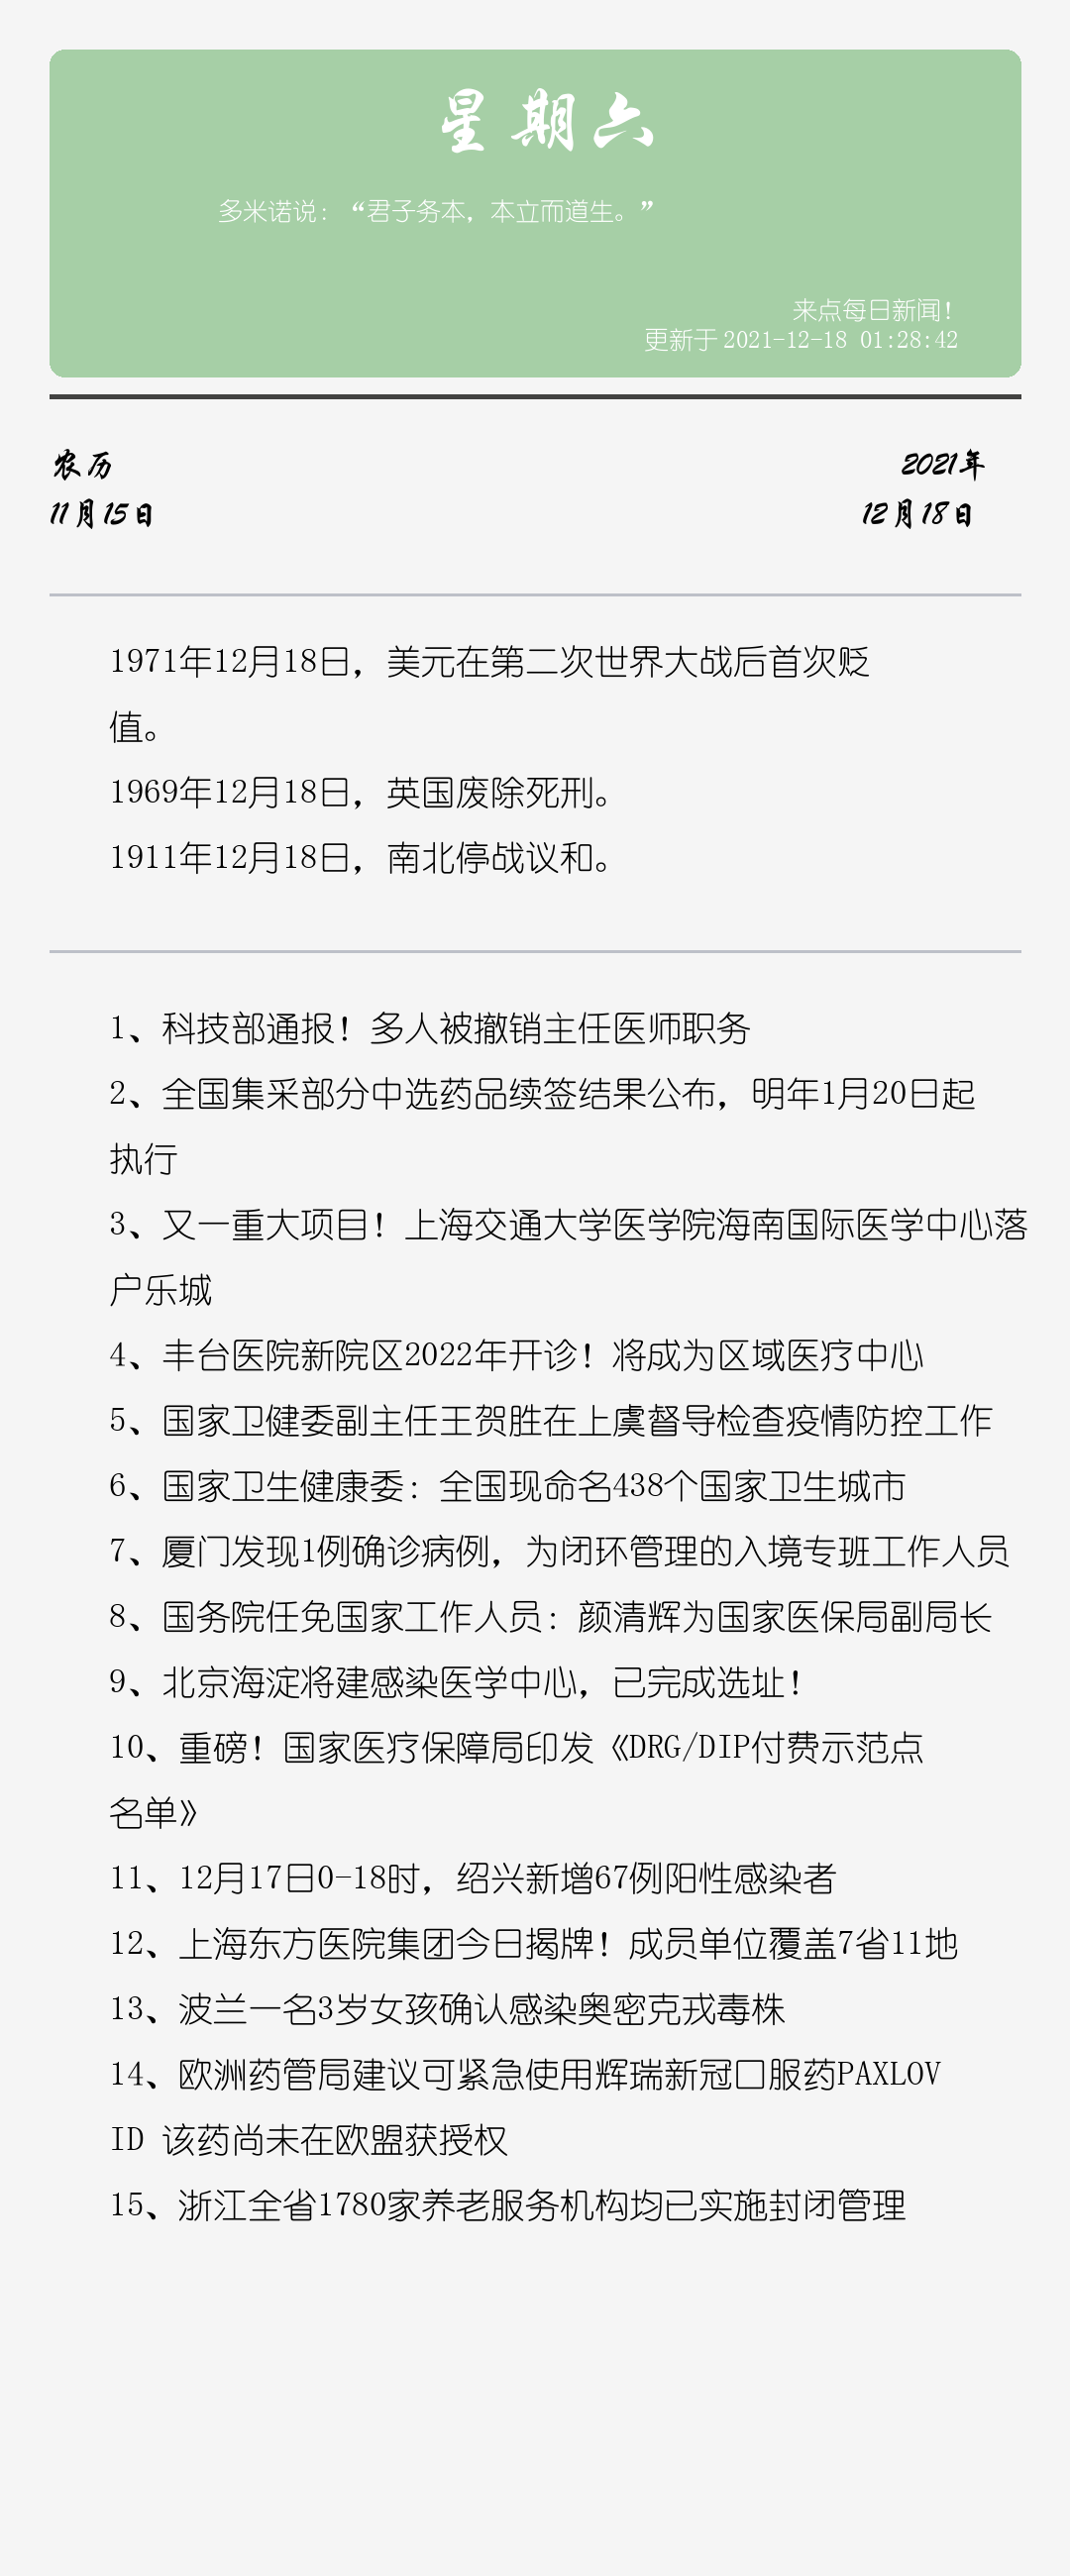 星期六
多米诺说：“君子务本，本立而道生。”
来点每日新闻！
更新于 2021-12-18 01:28:42
农历
2021年
11月15日
12月18日
1971年12月18日，美元在第二次世界大战后首次贬
值。
1969年12月18日，英国废除死刑。
1911年12月18日，南北停战议和。
1、科技部通报！多人被撤销主任医师职务
2、全国集采部分中选药品续签结果公布，明年1月20日起
执行
3、又一重大项目！上海交通大学医学院海南国际医学中心落
户乐城
4、丰台医院新院区2022年开诊！将成为区域医疗中心
5、国家卫健委副主任王贺胜在上虞督导检查疫情防控工作
6、国家卫生健康委：全国现命名438个国家卫生城市
7、厦门发现1例确诊病例，为闭环管理的入境专班工作人员
8、国务院任免国家工作人员：颜清辉为国家医保局副局长
9、北京海淀将建感染医学中心，已完成选址！
10、重磅！国家医疗保障局印发《DRG/DIP付费示范点
名单》
11、12月17日0-18时，绍兴新增67例阳性感染者
12、上海东方医院集团今日揭牌！成员单位覆盖7省11地
13、波兰一名3岁女孩确认感染奥密克戎毒株
14、欧洲药管局建议可紧急使用辉瑞新冠口服药PAXLOV
ID 该药尚未在欧盟获授权
15、浙江全省1780家养老服务机构均已实施封闭管理